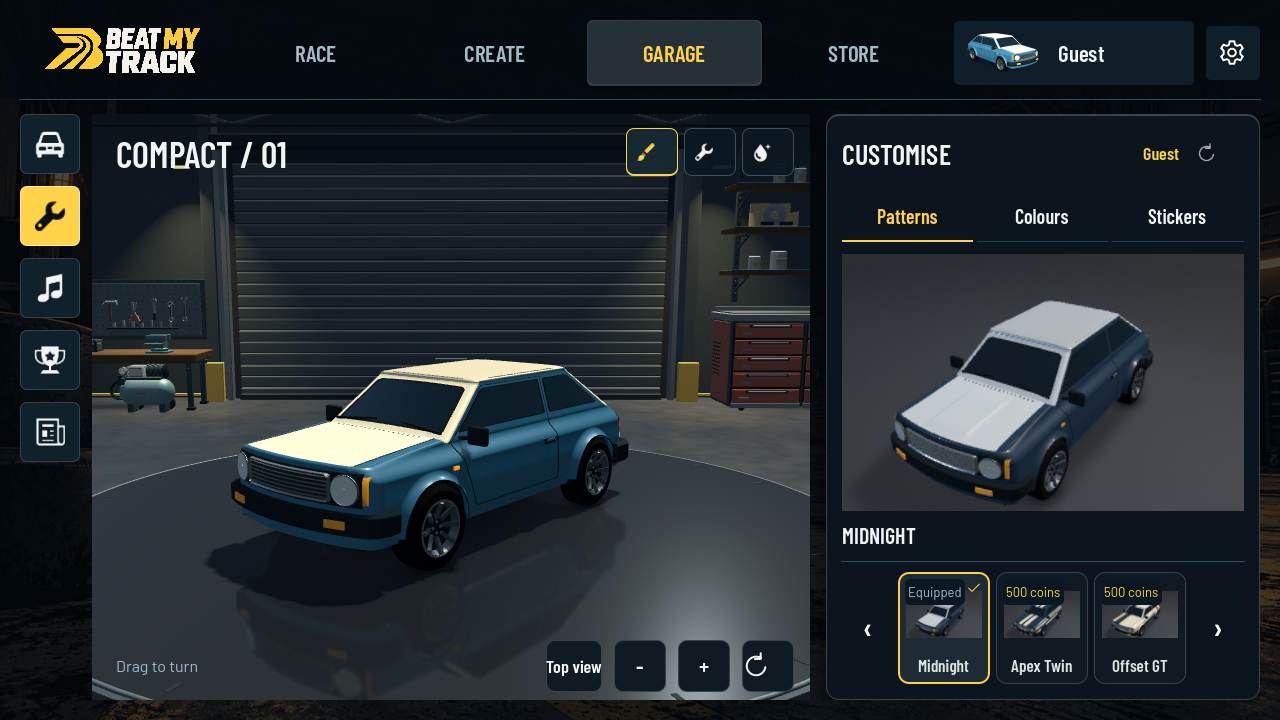 BEAT MY TRACK
RACE
CREATE
GARAGE
STORE
Guest
COMPACT / 01
CUSTOMISE
Guest
Patterns
Colours
Stickers
MIDNIGHT
Equipped
500 coins
500 coins
Midnight
Apex Twin
Offset GT
Drag to turn
Top view
-
+